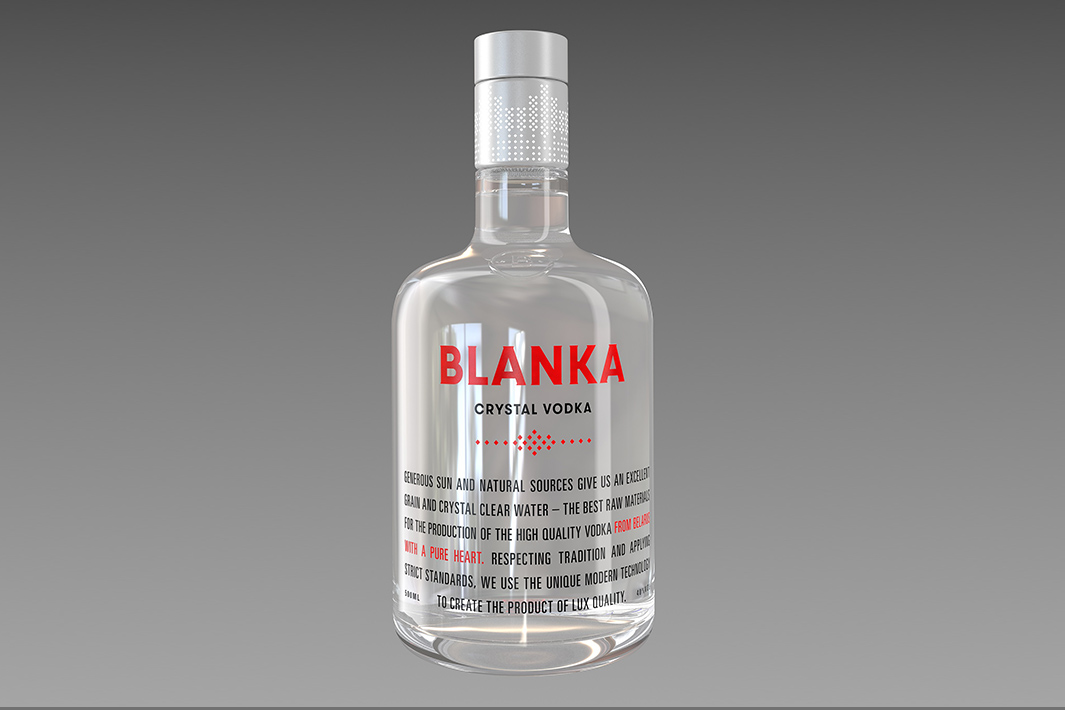 BLANKA
CRYSTAL VODKA
GENEROUS SUN AND NATURAL SOURCES GIVE US AN EXCELLENT
GRAIN AND CRYSTAL CLEAR WATER – THE BEST RAW MATERIALS
FOR THE PRODUCTION OF THE HIGH QUALITY VODKA FROM BELARUS
WITH A PURE HEART. RESPECTING TRADITION AND APPLYING
STRICT STANDARDS, WE USE THE UNIQUE MODERN TECHNOLOGY
500ML TO CREATE THE PRODUCT OF LUX QUALITY.